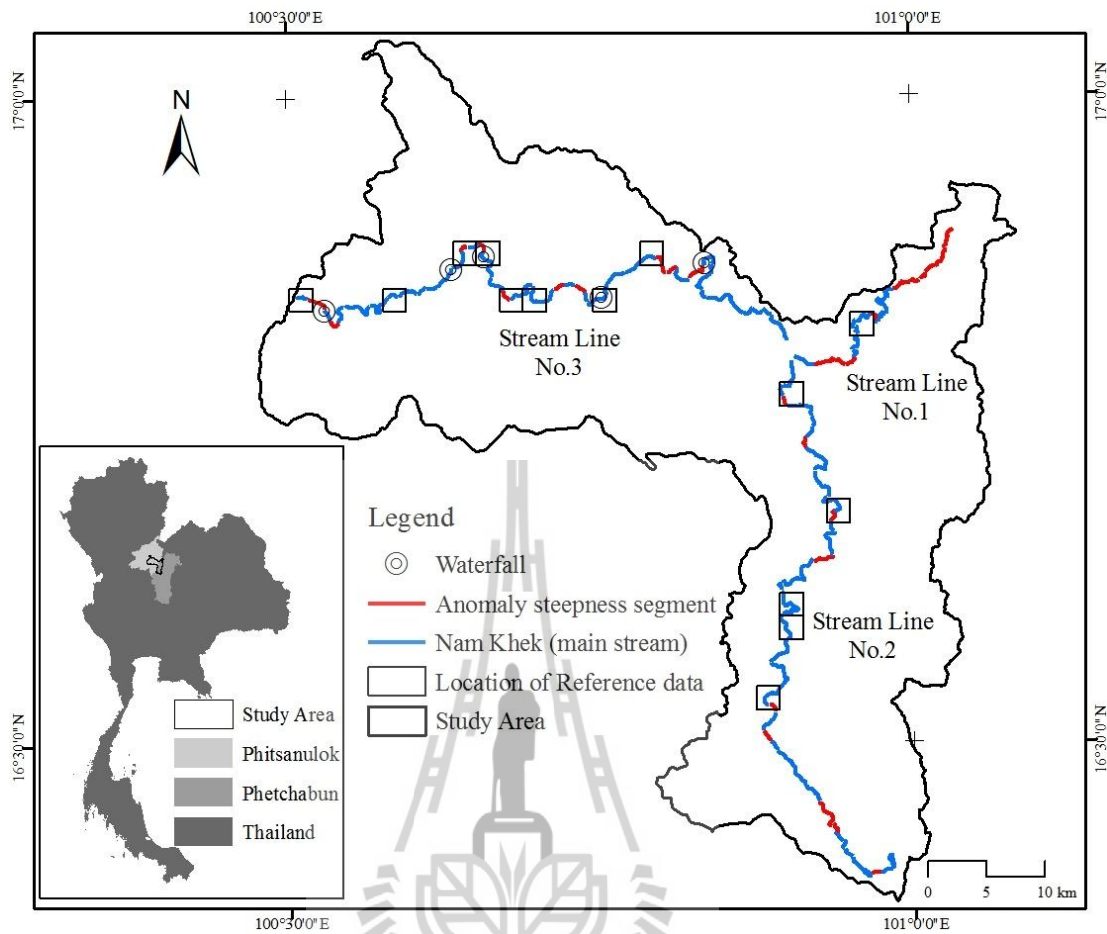 100°30'0"E
101°0'0"E
17°0'0"N
17°0'0"N
N
Stream Line
No.3
Stream Line
No.1
Legend
Waterfall
Anomaly steepness segment
Nam Khek (main stream)
Location of Reference data
Study Area
Stream Line
No.2
Study Area
Phitsanulok
Phetchabun
Thailand
16°30'0"N
16°30'0"N
0 5 10 km
100°30'0"E
101°0'0"E